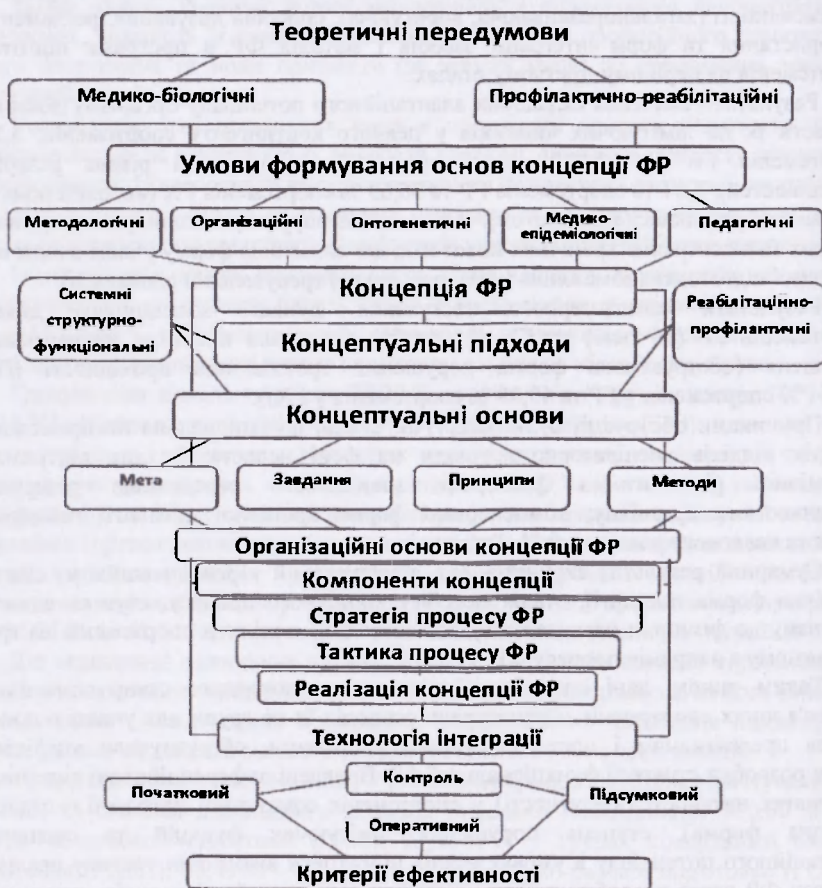 Теоретичні передумови
Медико-біологічні
Профілактично-реабілітаційні
Умови формування основ концепції ФР
Методологічні
Організаційні
Онтогенетичні
Медико
епідеміологічні
Педагогічні
Системні
структурно-
функціональні
Концепція ФР
Реабілітаційно-
профілактичні
Концептуальні підходи
Концептуальні основи
Мета
Завдання
Принципи
Методи
Організаційні основи концепції ФР
Компоненти концепції
Стратегія процесу ФР
Тактика процесу ФР
Реалізація концепції ФР
Технологія інтеграції
Початковий
Контроль
Підсумковий
Оперативний
Критерії ефективності